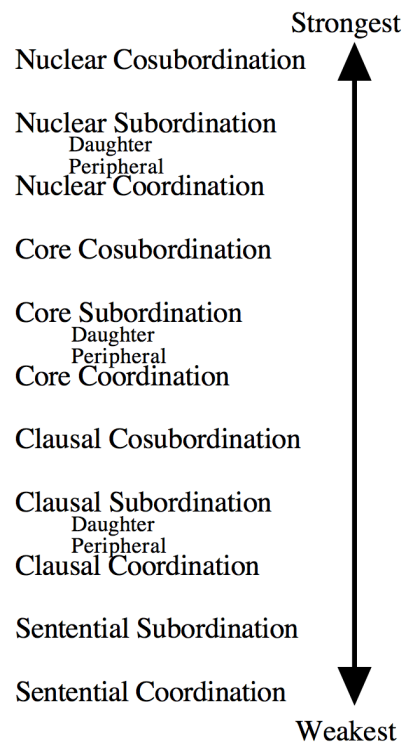 Strongest
Nuclear Cosubordination
Nuclear Subordination
Daughter
Peripheral
Nuclear Coordination
Core Cosubordination
Core Subordination
Daughter
Peripheral
Core Coordination
Clausal Cosubordination
Clausal Subordination
Daughter
Peripheral
Clausal Coordination
Sentential Subordination
Sentential Coordination
Weakest